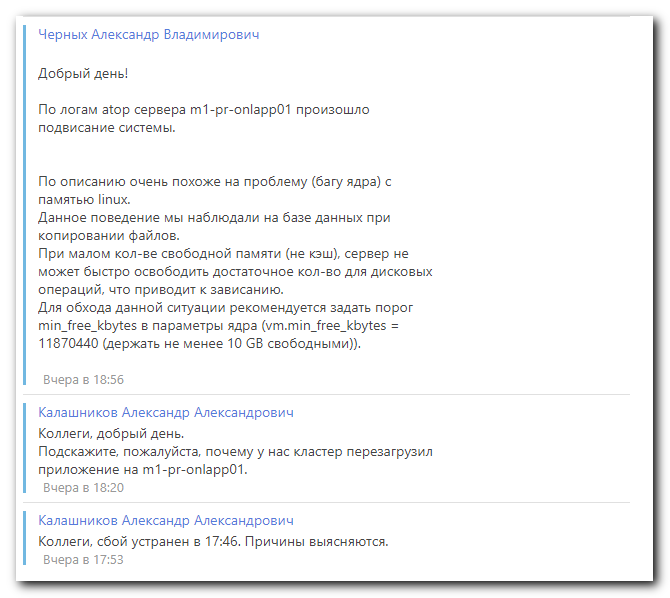 Черных Александр Владимирович
Добрый день!
По логам atop сервера m1-pr-onlapp01 произошло
подвисание системы.
По описанию очень похоже на проблему (багу ядра) с
памятью linux.
Данное поведение мы наблюдали на базе данных при
копировании файлов.
При малом кол-ве свободной памяти (не кэш), сервер не
может быстро освободить достаточное кол-во для дисковых
операций, что приводит к зависанию.
Для обхода данной ситуации рекомендуется задать порог
min_free_kbytes в параметры ядра (vm.min_free_kbytes =
11870440 (держать не менее 10 GB свободными)).
Вчера в 18:56
Калашников Александр Александрович
Коллеги, добрый день.
Подскажите, пожалуйста, почему у нас кластер перезагрузил
приложение на m1-pr-onlapp01.
Вчера в 18:20
Калашников Александр Александрович
Коллеги, сбой устранен в 17:46. Причины выясняются.
Вчера в 17:53